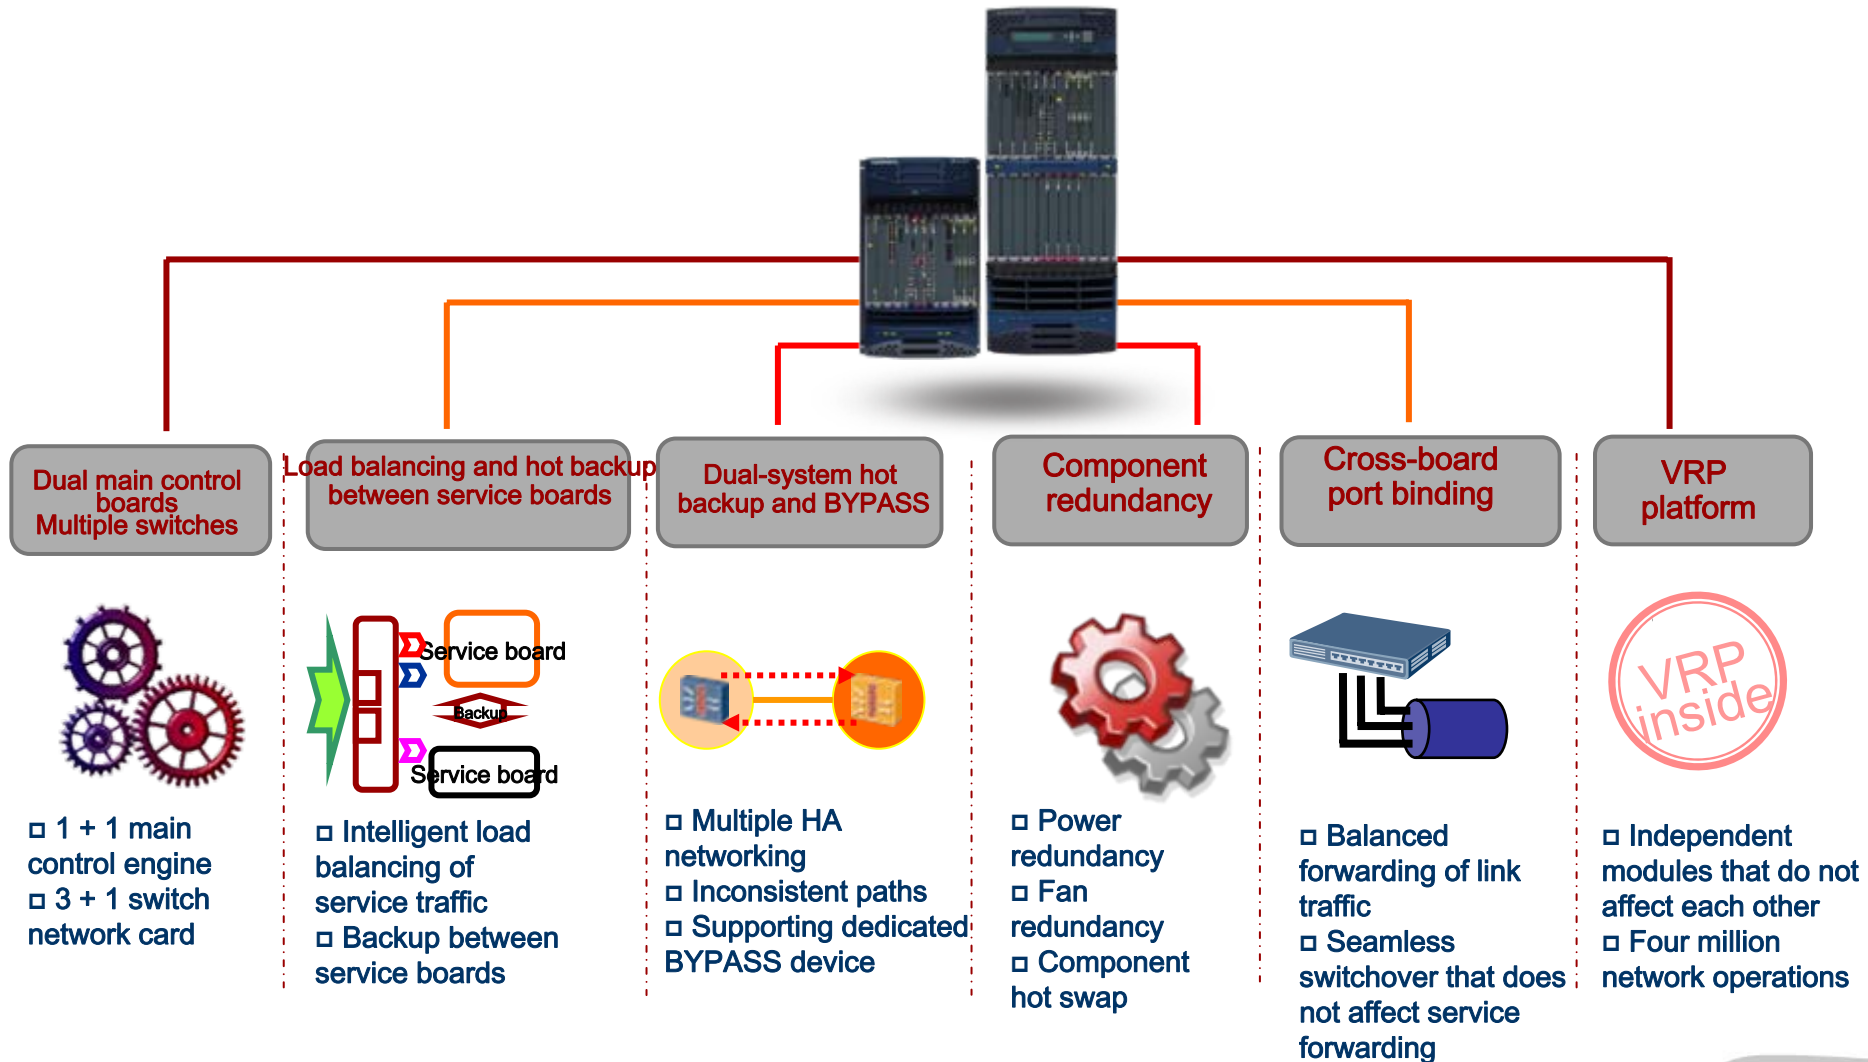 Dual main control
boards
Multiple switches
Load balancing and hot backup
between service boards
Dual-system hot
backup and BYPASS
Component
redundancy
Cross-board
port binding
VRP
platform
Service board
Backup
Service board
VRP
inside
1 + 1 main
control engine
3 + 1 switch
network card
Intelligent load
balancing of
service traffic
Backup between
service boards
Multiple HA
networking
Inconsistent paths
Supporting dedicated
BYPASS device
Power
redundancy
Fan
redundancy
Component
hot swap
Balanced
forwarding of link
traffic
Seamless
switchover that does
not affect service
forwarding
Independent
modules that do not
affect each other
Four million
network operations